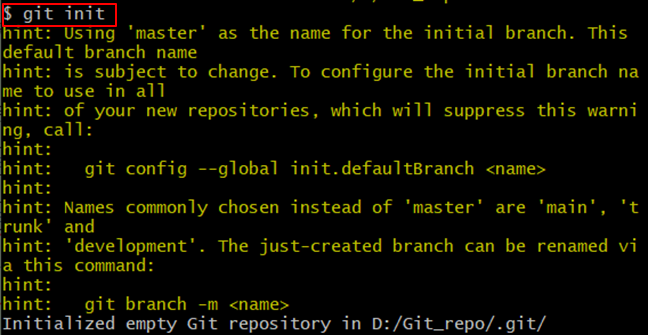 $ git init
hint: Using 'master' as the name for the initial branch. This
default branch name
hint: is subject to change. To configure the initial branch na
me to use in all
hint: of your new repositories, which will suppress this warni
ng, call:
hint:
hint:   git config --global init.defaultBranch <name>
hint:
hint: Names commonly chosen instead of 'master' are 'main', 't
runk' and
hint: 'development'. The just-created branch can be renamed vi
a this command:
hint:
hint:   git branch -m <name>
Initialized empty Git repository in D:/Git_repo/.git/